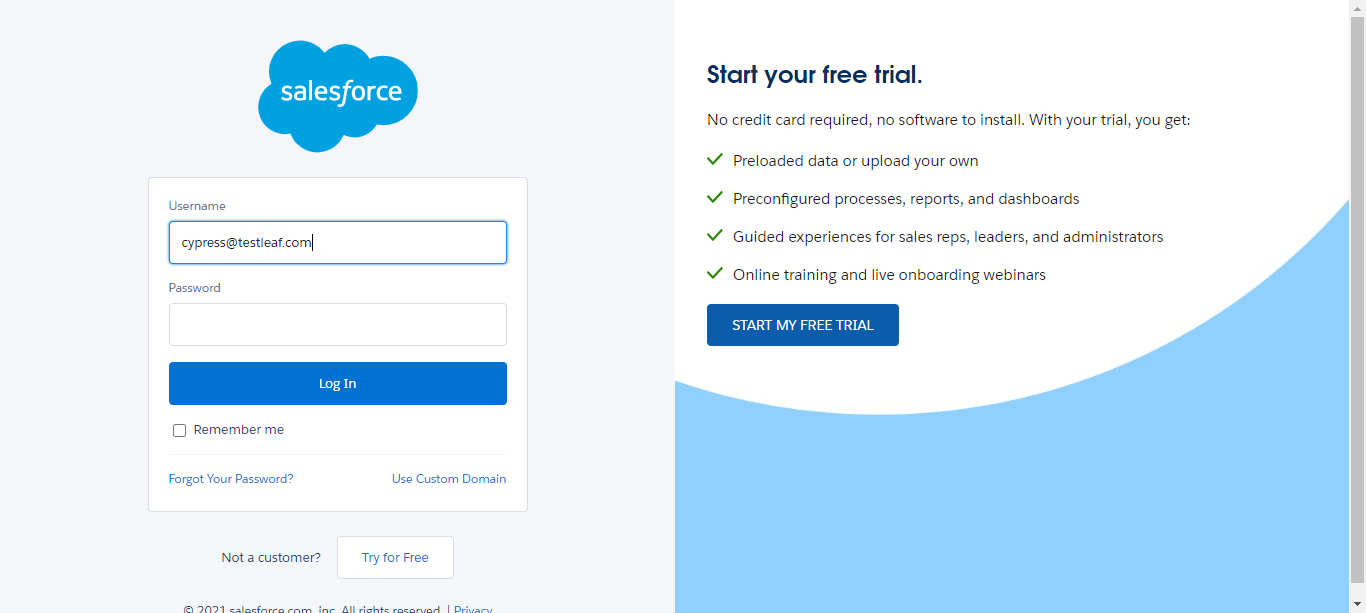 salesforce
Username
cypress@testleaf.com
Password
Log In
Remember me
Forgot Your Password?
Use Custom Domain
Not a customer?
Try for Free
© 2021 salesforce.com, inc. All rights reserved. | Privacy
Start your free trial.
No credit card required, no software to install. With your trial, you get:
Preloaded data or upload your own
Preconfigured processes, reports, and dashboards
Guided experiences for sales reps, leaders, and administrators
Online training and live onboarding webinars
START MY FREE TRIAL